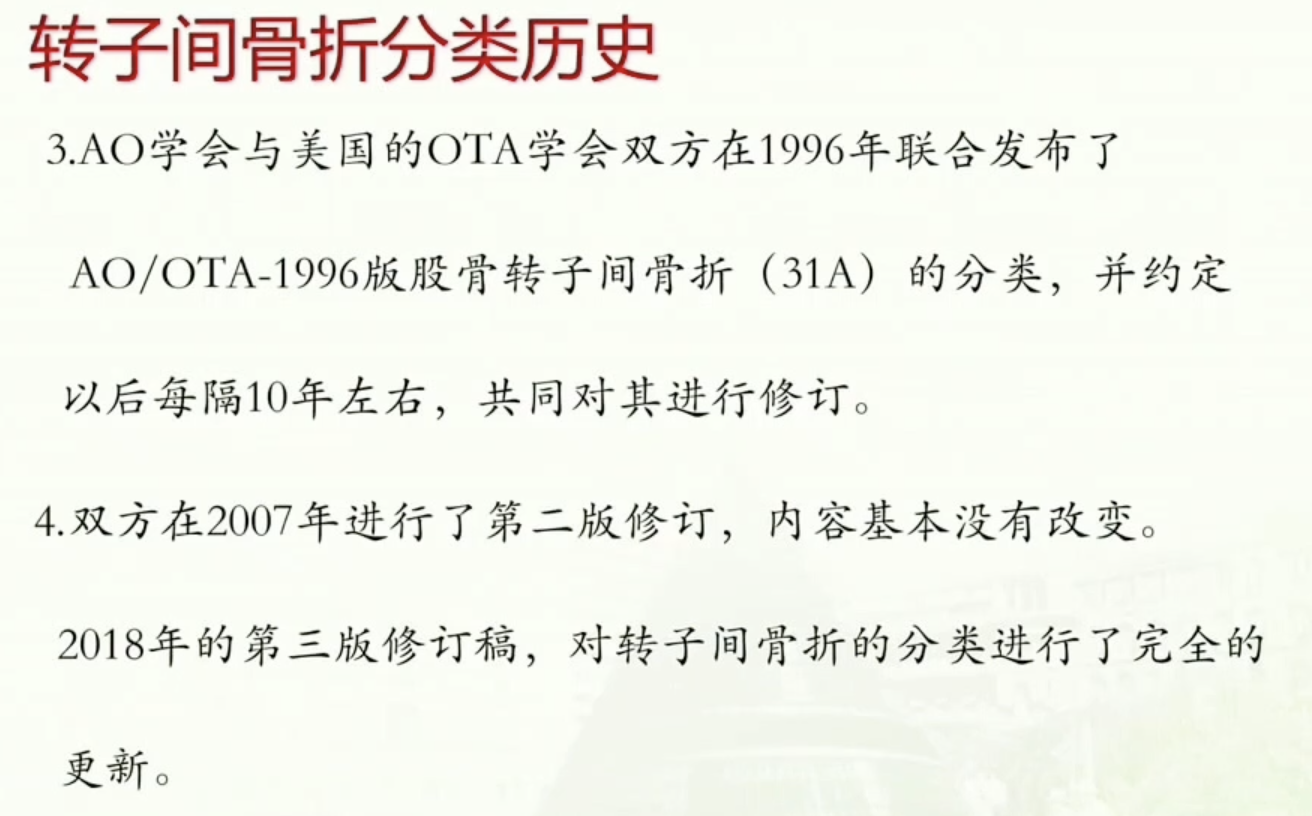 转子间骨折分类历史
3.AO学会与美国的OTA学会双方在1996年联合发布了
AO/OTA-1996版股骨转子间骨折（31A）的分类，并约定
以后每隔10年左右，共同对其进行修订。
4.双方在2007年进行了第二版修订，内容基本没有改变。
2018年的第三版修订稿，对转子间骨折的分类进行了完全的
更新。